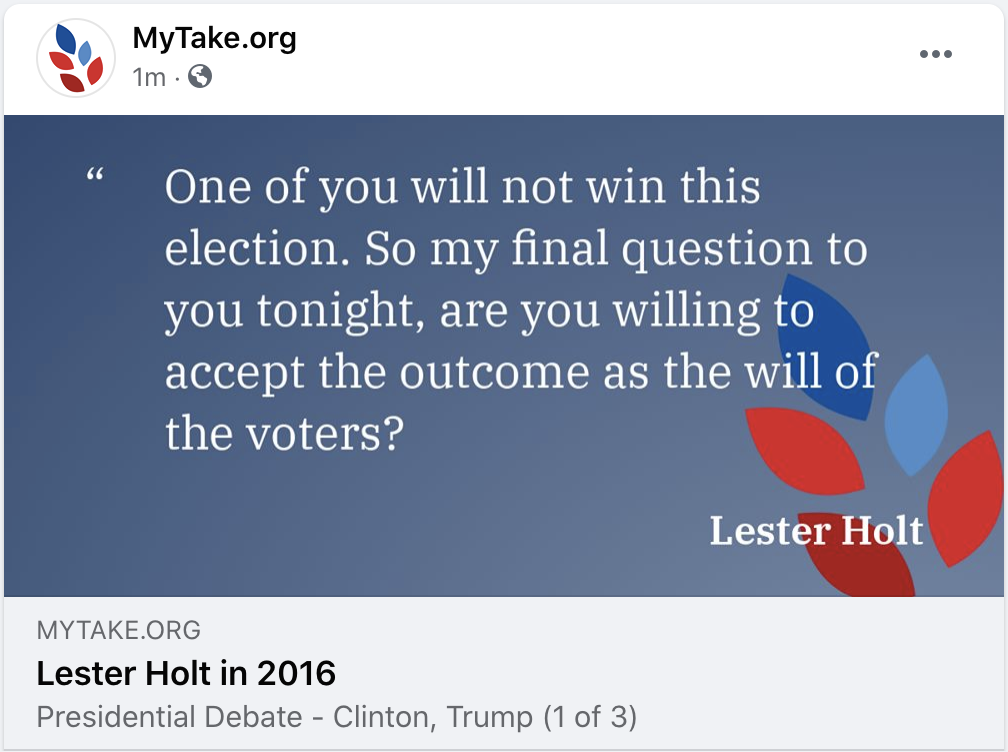 MyTake.org
1m ·
“ One of you will not win this
election. So my final question to
you tonight, are you willing to
accept the outcome as the will of
the voters?
Lester Holt
MYTAKE.ORG
Lester Holt in 2016
Presidential Debate - Clinton, Trump (1 of 3)